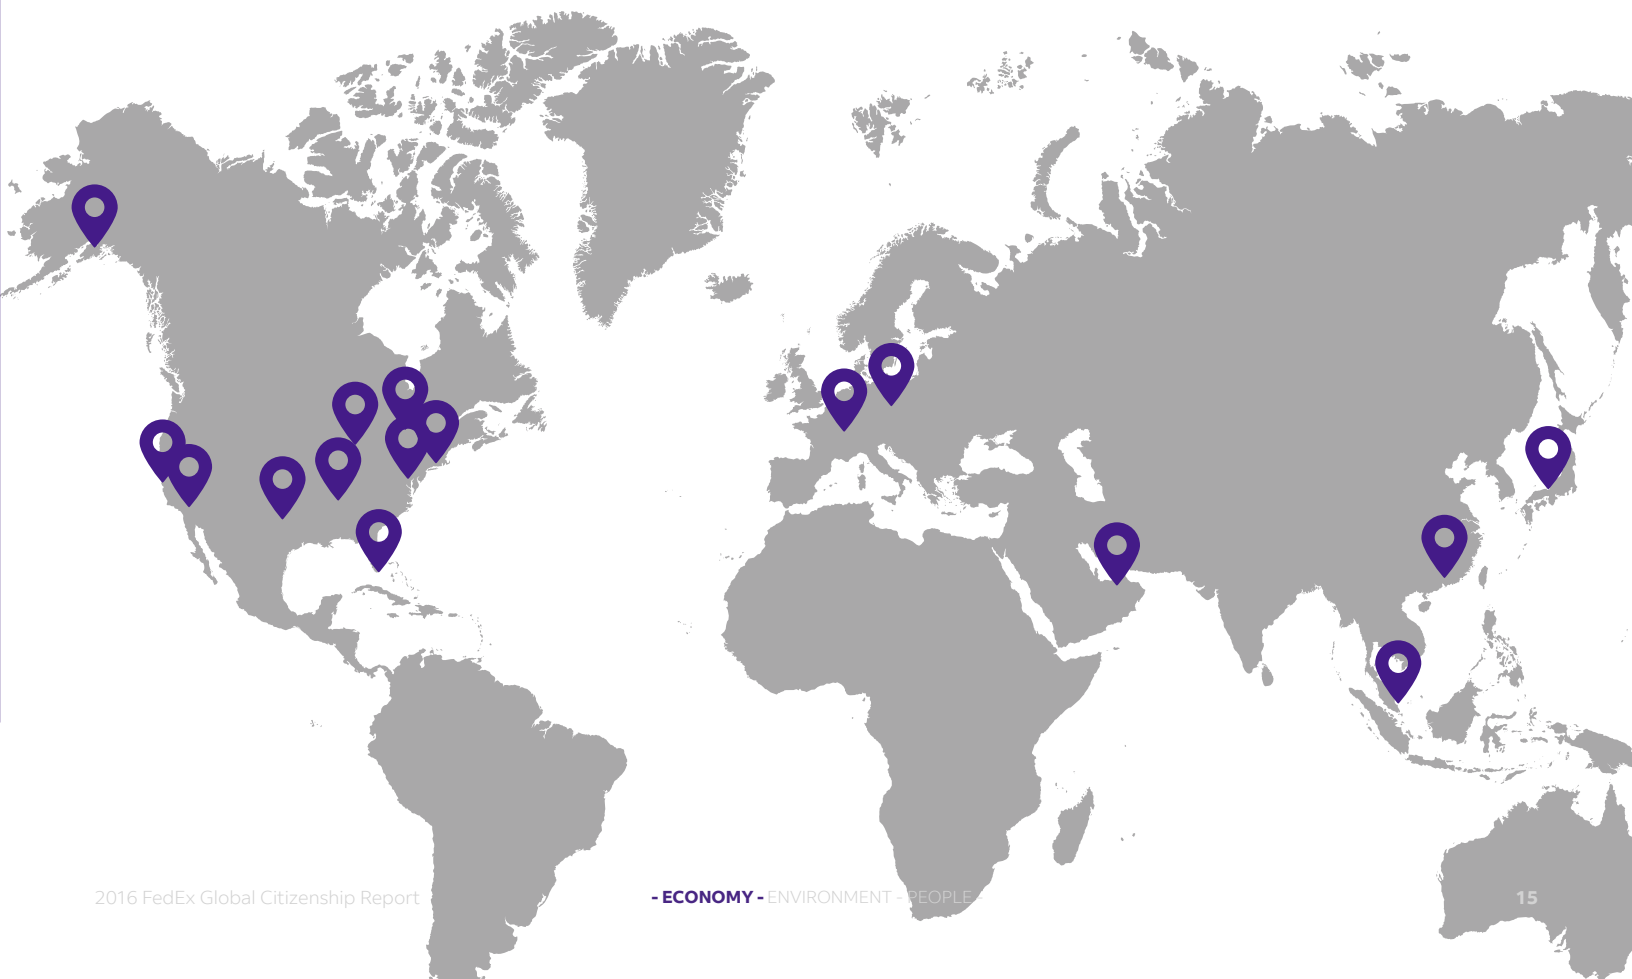 2016 FedEx Global Citizenship Report
- ECONOMY - ENVIRONMENT - PEOPLE -
15